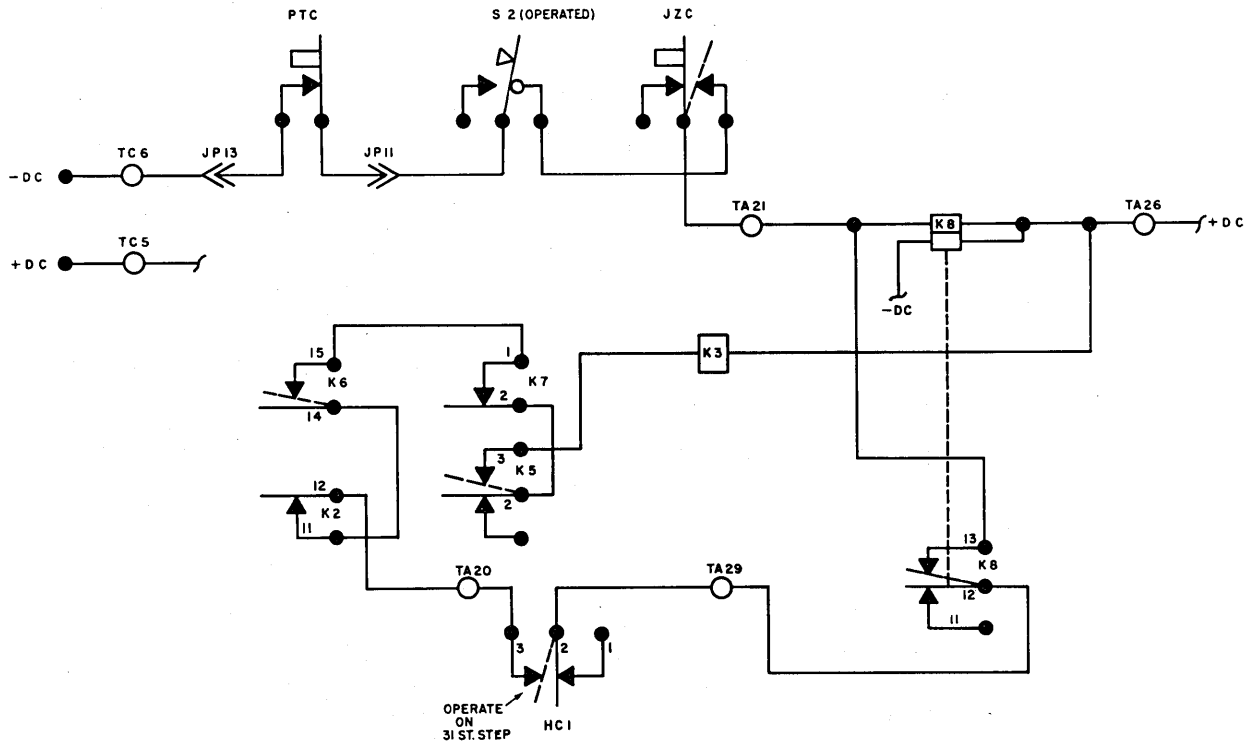 PTC
S 2 (OPERATED)
JZC
-DC
TC6
JP13
JP11
TA21
K8
TA26
+DC
TC5
+DC
-DC
15
K6
14
1
K7
2
K3
3
K5
2
12
K2
11
13
K8
12
11
TA20
TA29
3
2
1
OPERATE
ON
31 ST. STEP
HC1